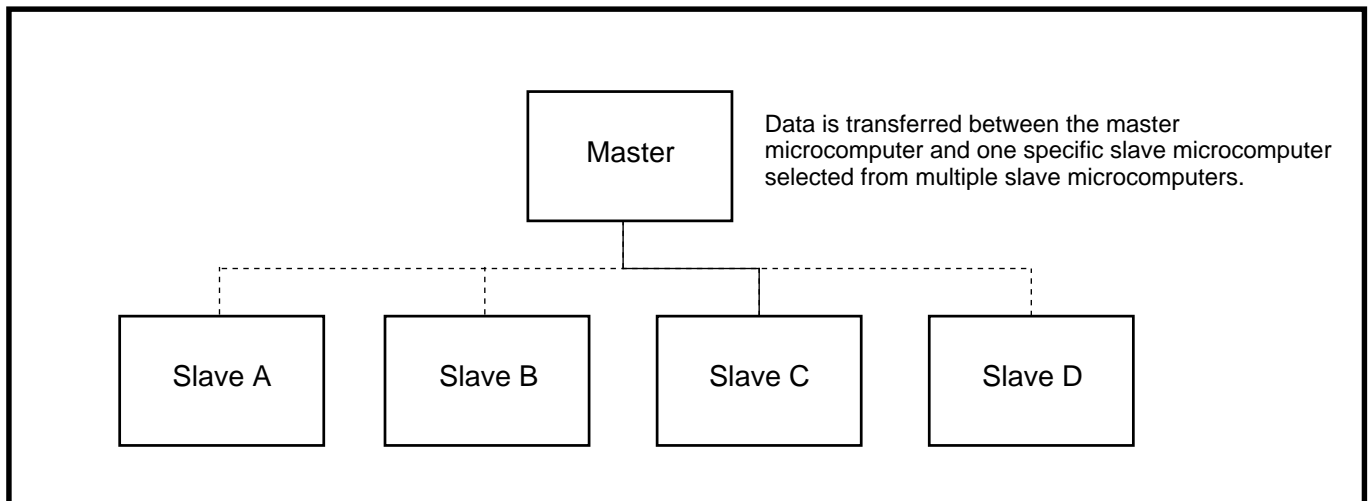 Master
Data is transferred between the master
microcomputer and one specific slave microcomputer
selected from multiple slave microcomputers.
Slave A
Slave B
Slave C
Slave D